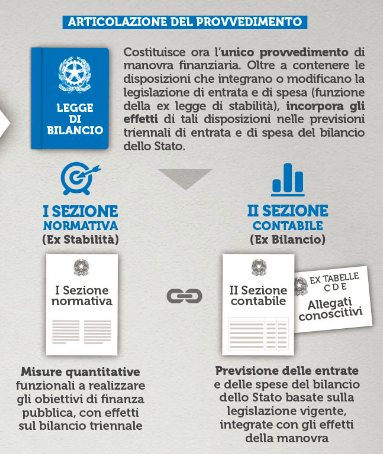 ARTICOLAZIONE DEL PROVVEDIMENTO
LEGGE
DI
BILANCIO
Costituisce ora l'unico provvedimento di
manovra finanziaria. Oltre a contenere le
disposizioni che integrano o modificano la
legislazione di entrata e di spesa (funzione
della ex legge di stabilità), incorpora gli
effetti di tali disposizioni nelle previsioni
triennali di entrata e di spesa del bilancio
dello Stato.
I SEZIONE
NORMATIVA
(Ex Stabilità)
I Sezione
normativa
Misure quantitative
funzionali a realizzare
gli obiettivi di finanza
pubblica, con effetti
sul bilancio triennale
II SEZIONE
CONTABILE
(Ex Bilancio)
II Sezione
contabile
EX TABELLE
C D E
Allegati
conoscitivi
Previsione delle entrate
e delle spese del bilancio
dello Stato basate sulla
legislazione vigente,
integrate con gli effetti
della manovra